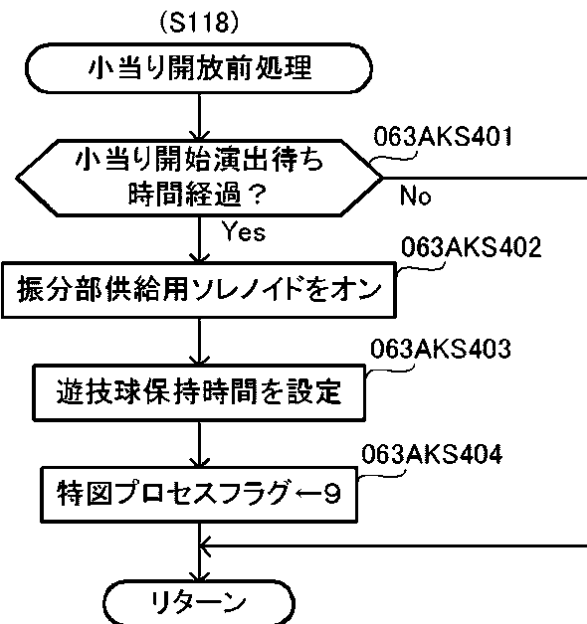 (S118)
小当り開放前処理
063AKS401
小当り開始演出待ち
時間経過？
No
Yes
063AKS402
振分部供給用ソレノイドをオン
063AKS403
遊技球保持時間を設定
063AKS404
特図プロセスフラグ←9
リターン